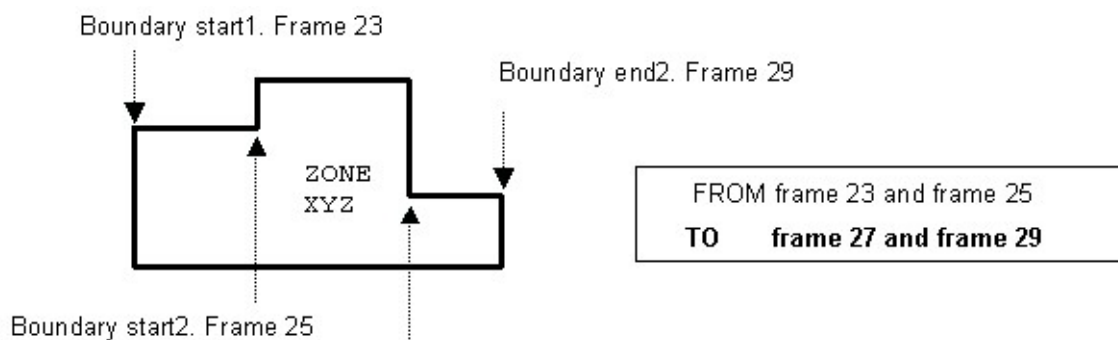 Boundary start1. Frame 23
Boundary end2. Frame 29
ZONE
XYZ
FROM frame 23 and frame 25
TO frame 27 and frame 29
Boundary start2. Frame 25